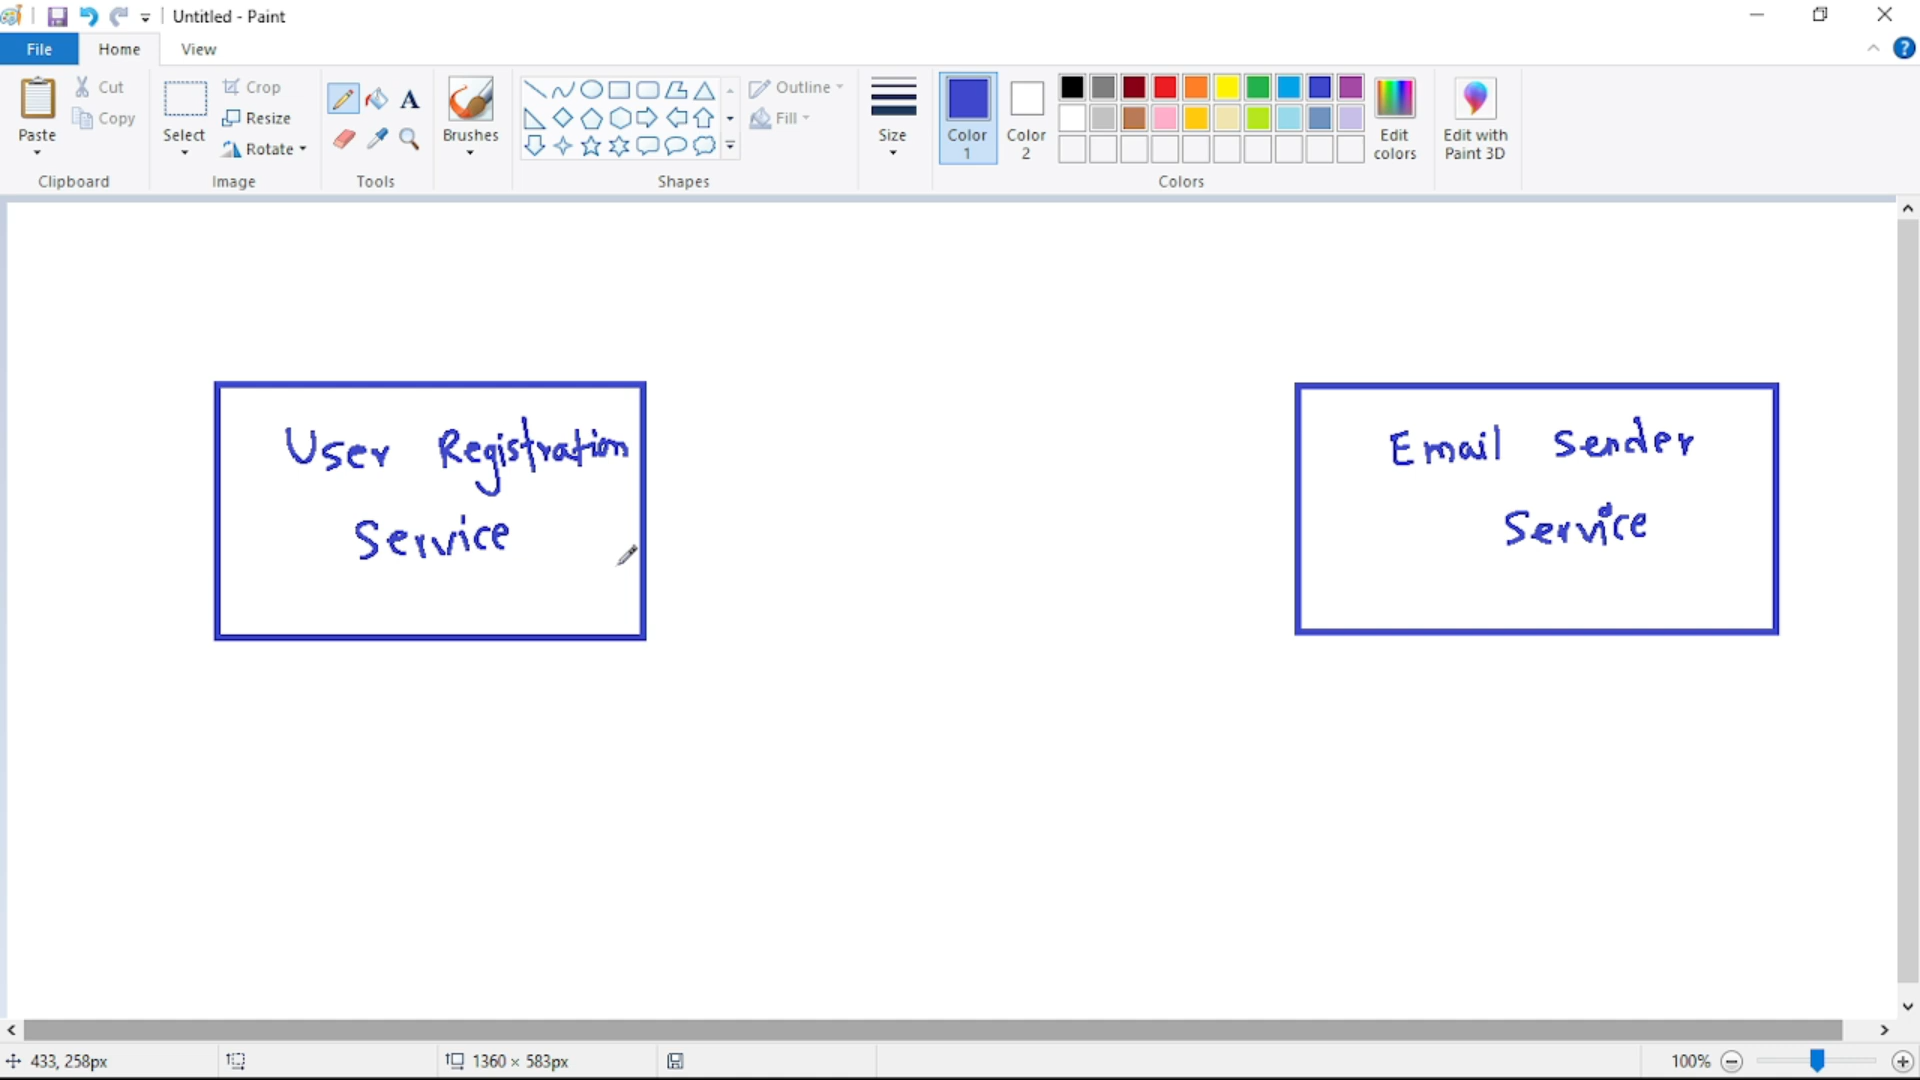 Untitled - Paint
File Home View
Paste
Cut
Copy
Clipboard
Select
Crop
Resize
Rotate
Image
A
Tools
Brushes
Outline
Fill
Shapes
Size
Color 1
Color 2
Edit colors
Colors
Edit with Paint 3D
?
User Registration
Service
Email Sender
Service
433, 258px
1360 × 583px
100%